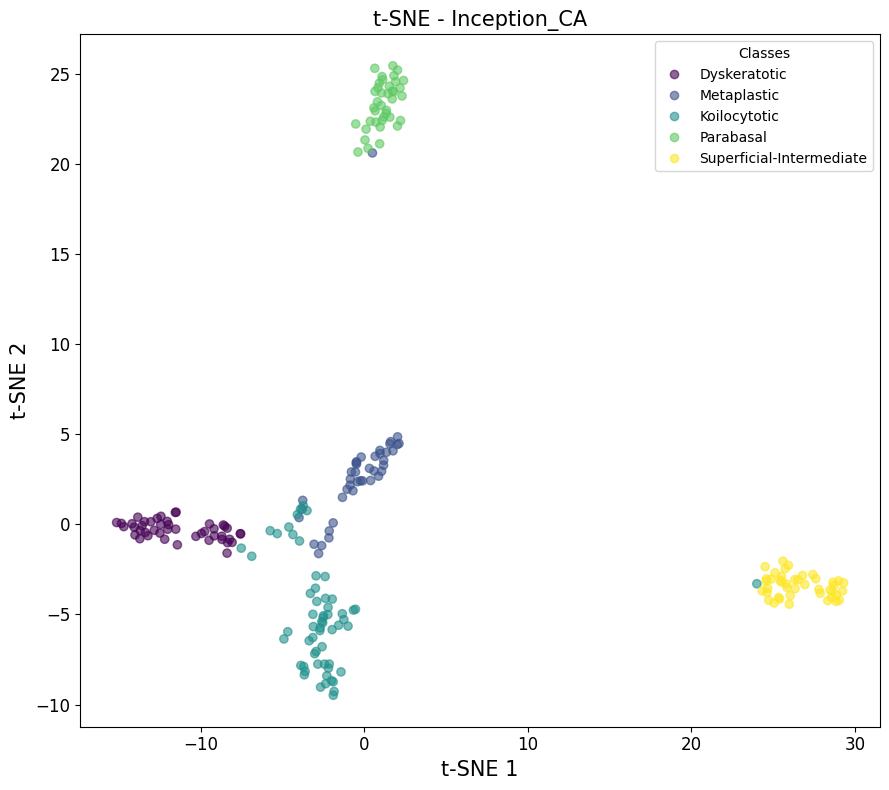 t-SNE - Inception_CA
Classes
Dyskeratotic
Metaplastic
Koilocytotic
Parabasal
Superficial-Intermediate
t-SNE 2
25
20
15
10
5
0
−5
−10
−10
0
10
20
30
t-SNE 1